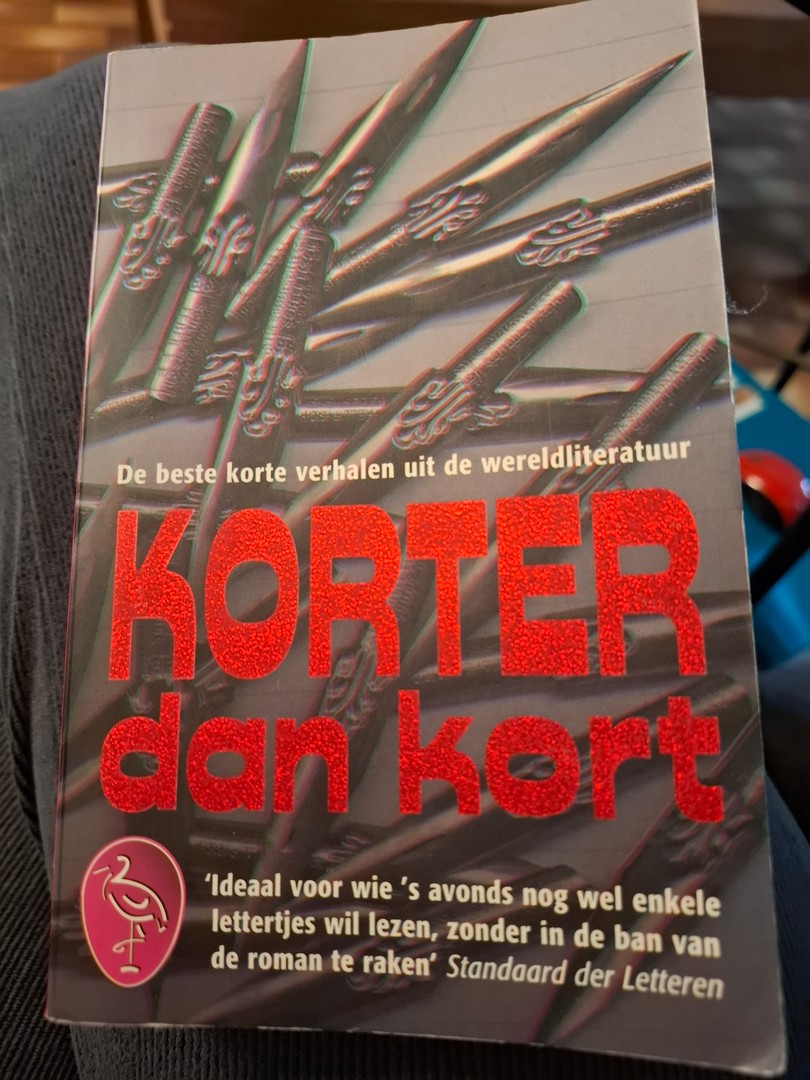 De beste korte verhalen uit de wereldliteratuur
KORTER
dan kort
'Ideaal voor wie 's avonds nog wel enkele
lettertjes wil lezen, zonder in de ban van
de roman te raken' Standaard der Letteren